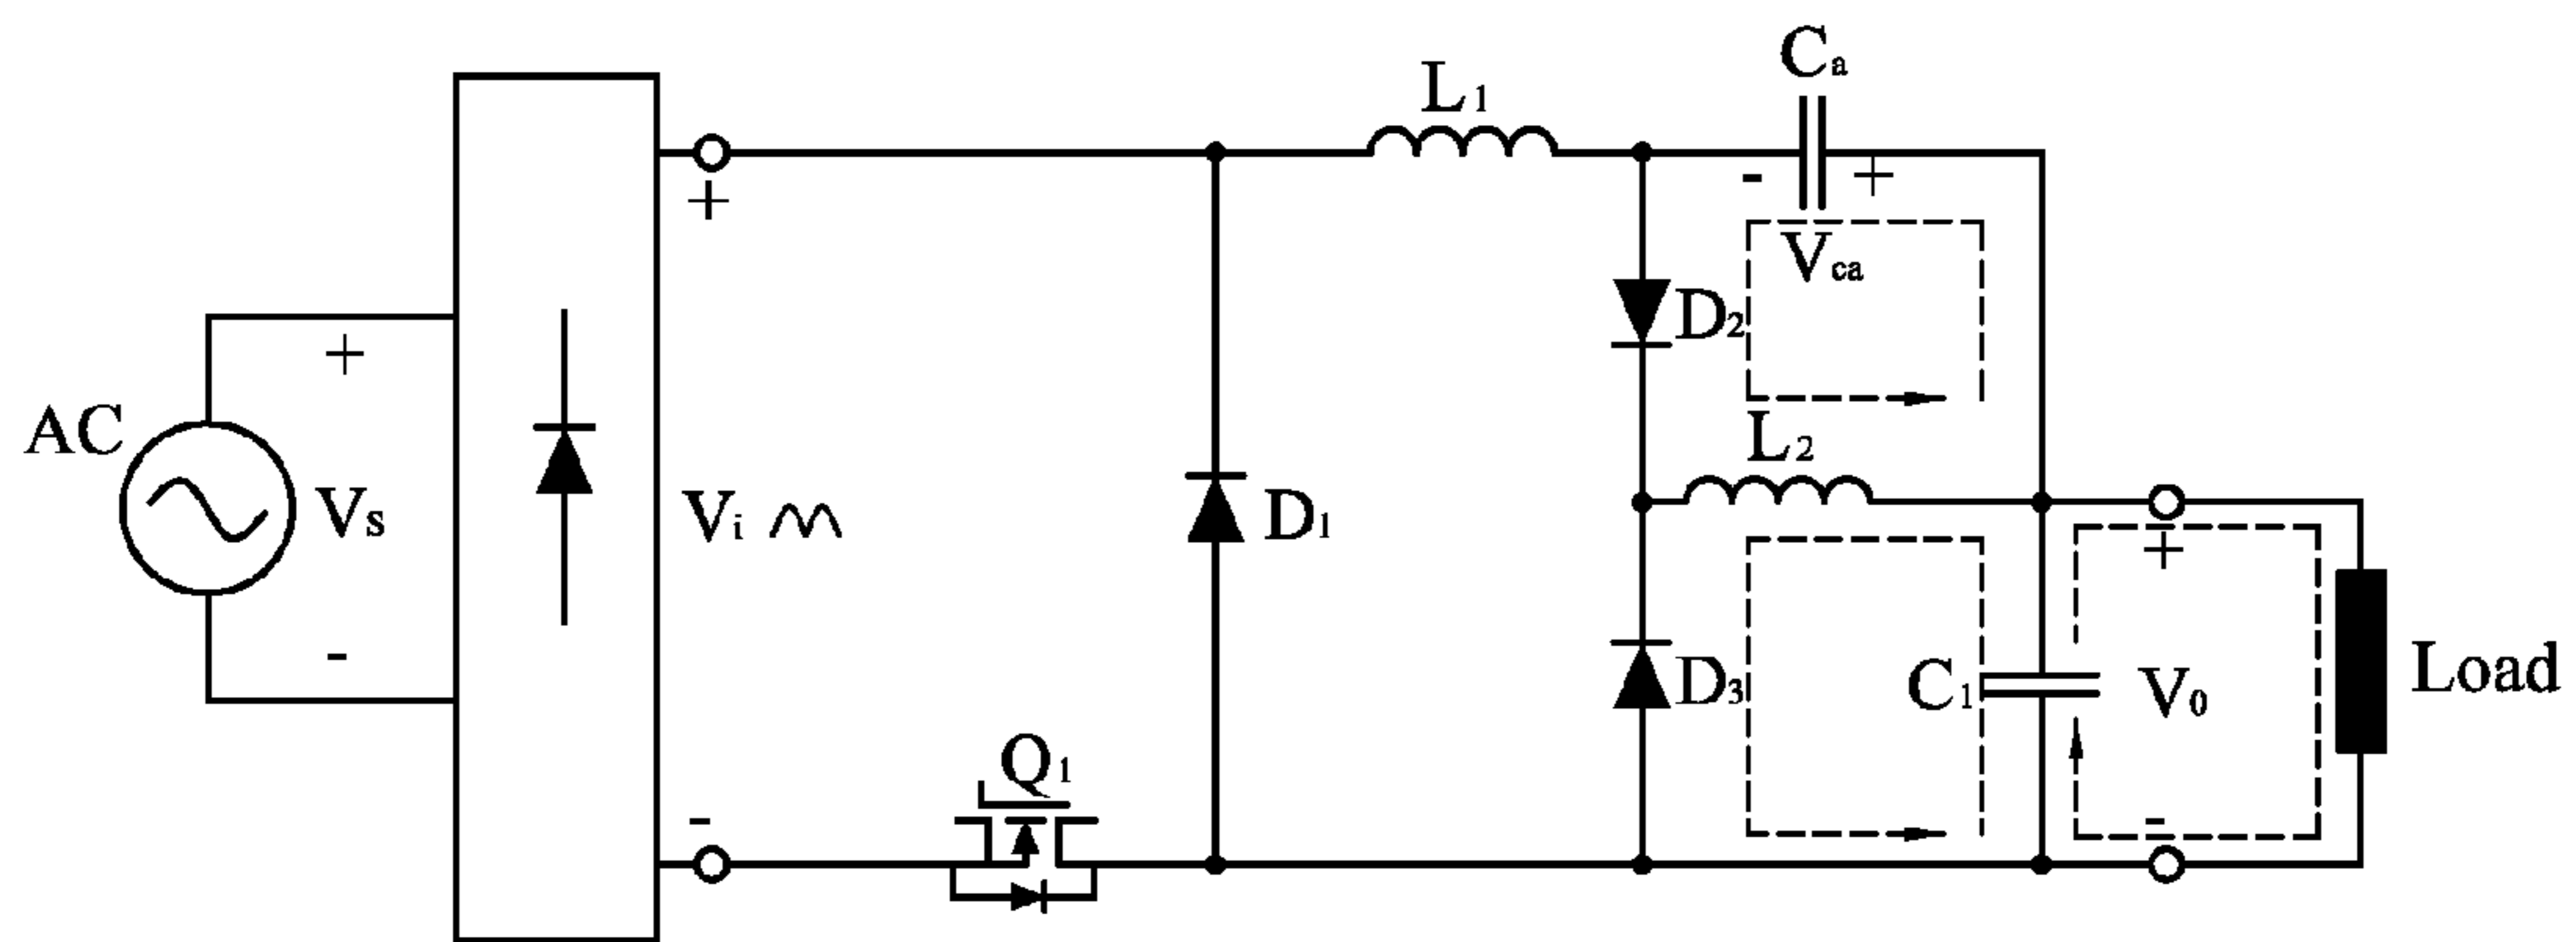 AC
+
Vs
-
+
Vi
-
Q1
D1
L1
Ca
- +
Vca
D2
L2
D3
C1
+
V0
-
Load